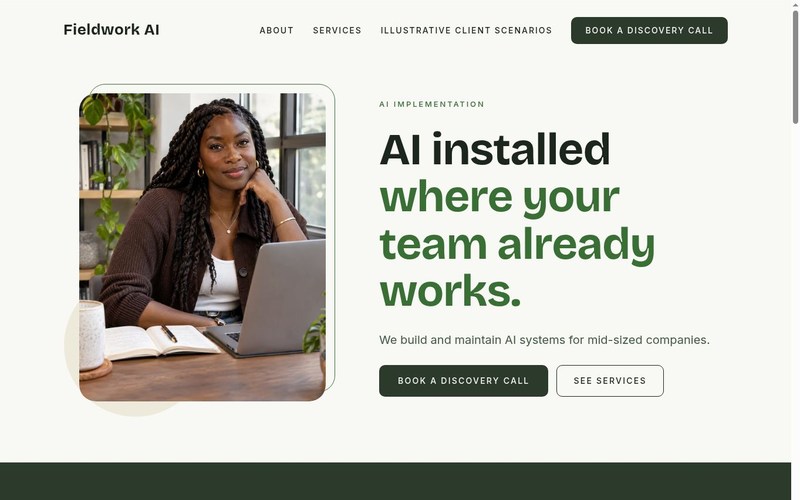 Fieldwork AI
ABOUT
SERVICES
ILLUSTRATIVE CLIENT SCENARIOS
BOOK A DISCOVERY CALL
AI IMPLEMENTATION
AI installed
where your
team already
works.
We build and maintain AI systems for mid-sized companies.
BOOK A DISCOVERY CALL
SEE SERVICES